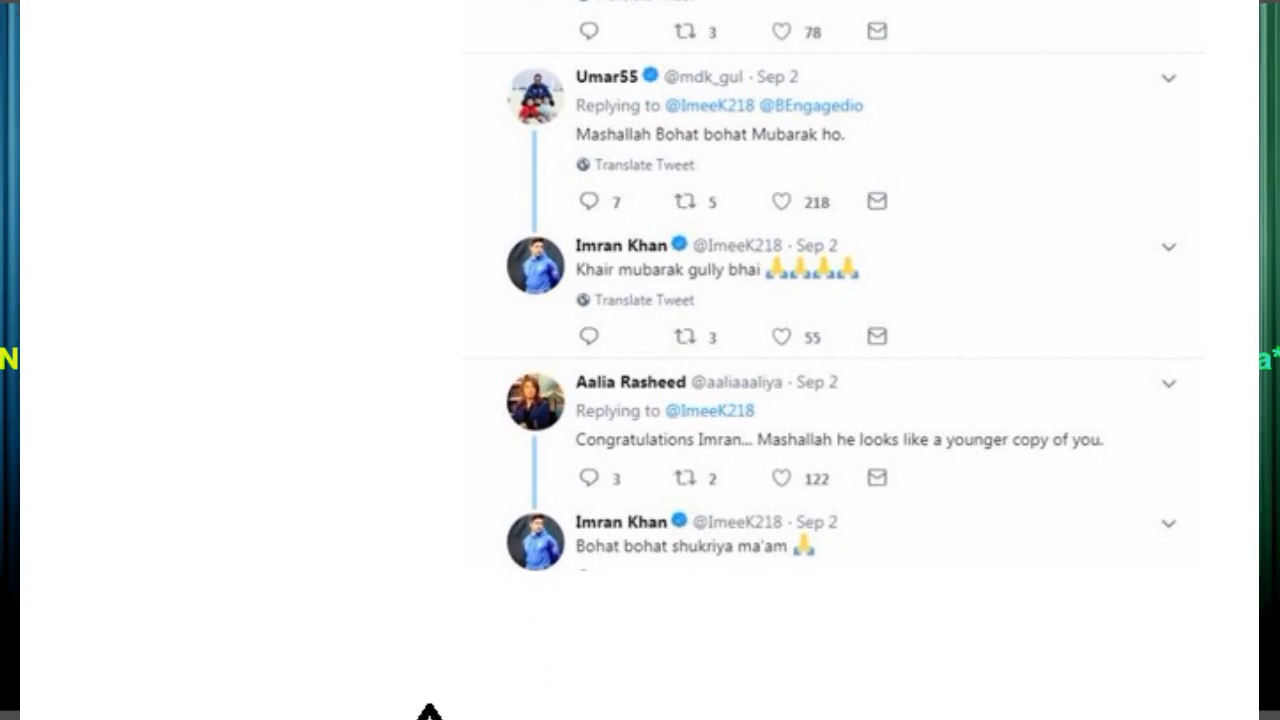 3 78
Umar55 @mdk_gul · Sep 2
Replying to @ImeeK218 @BEngagedio
Mashallah Bohat bohat Mubarak ho.
Translate Tweet
7 5 218
Imran Khan @ImeeK218 · Sep 2
Khair mubarak gully bhai 🙏🙏🙏🙏
Translate Tweet
3 55
Aalia Rasheed @aaliaaaliya · Sep 2
Replying to @ImeeK218
Congratulations Imran... Mashallah he looks like a younger copy of you.
3 2 122
Imran Khan @ImeeK218 · Sep 2
Bohat bohat shukriya ma'am 🙏
N
a*